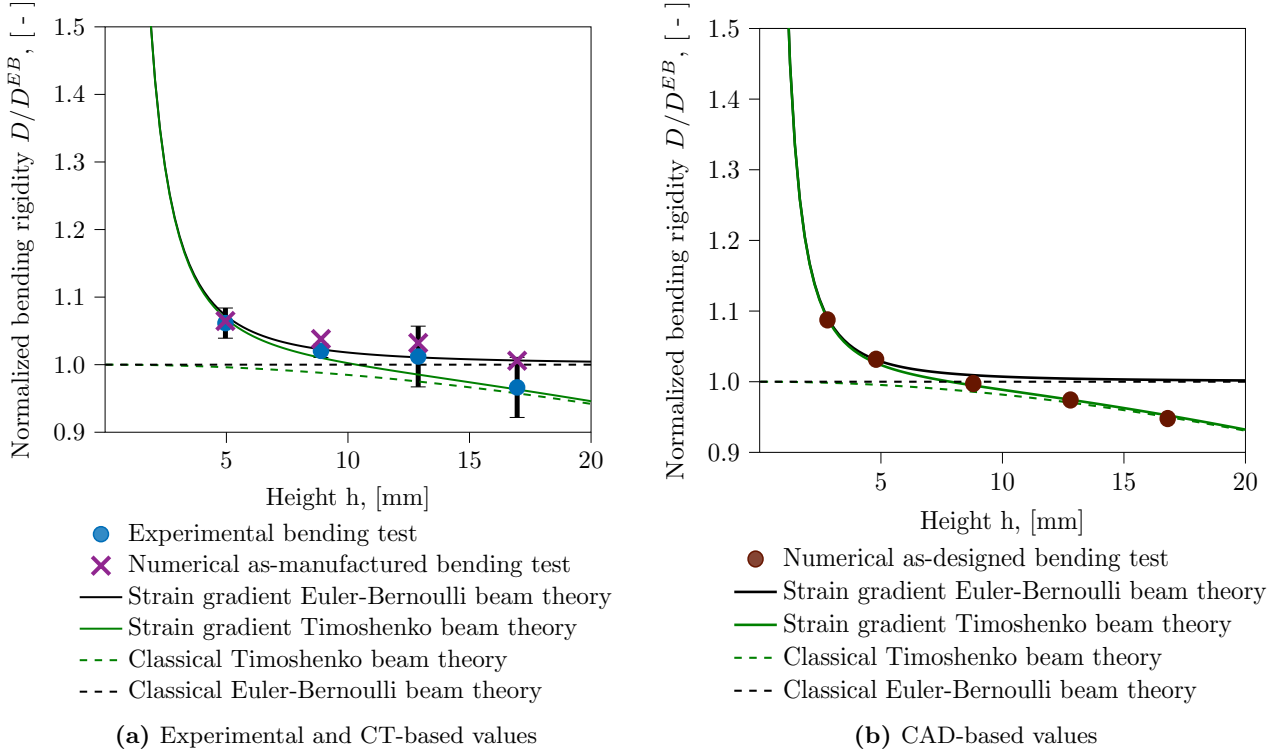 Normalized bending rigidity D/D^{EB}, [ - ]
1.5
1.4
1.3
1.2
1.1
1.0
0.9
5
10
15
20
Height h, [mm]
Experimental bending test
Numerical as-manufactured bending test
Strain gradient Euler-Bernoulli beam theory
Strain gradient Timoshenko beam theory
Classical Timoshenko beam theory
Classical Euler-Bernoulli beam theory
(a) Experimental and CT-based values
Normalized bending rigidity D/D^{EB}, [ - ]
1.5
1.4
1.3
1.2
1.1
1.0
0.9
5
10
15
20
Height h, [mm]
Numerical as-designed bending test
Strain gradient Euler-Bernoulli beam theory
Strain gradient Timoshenko beam theory
Classical Timoshenko beam theory
Classical Euler-Bernoulli beam theory
(b) CAD-based values